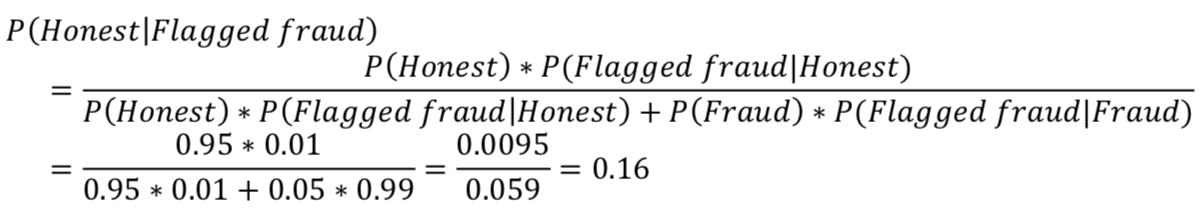 P(Honest|Flagged fraud)
= P(Honest) ∗ P(Flagged fraud|Honest) / P(Honest) ∗ P(Flagged fraud|Honest) + P(Fraud) ∗ P(Flagged fraud|Fraud)
= 0.95 ∗ 0.01 / 0.95 ∗ 0.01 + 0.05 ∗ 0.99 = 0.0095 / 0.059 = 0.16